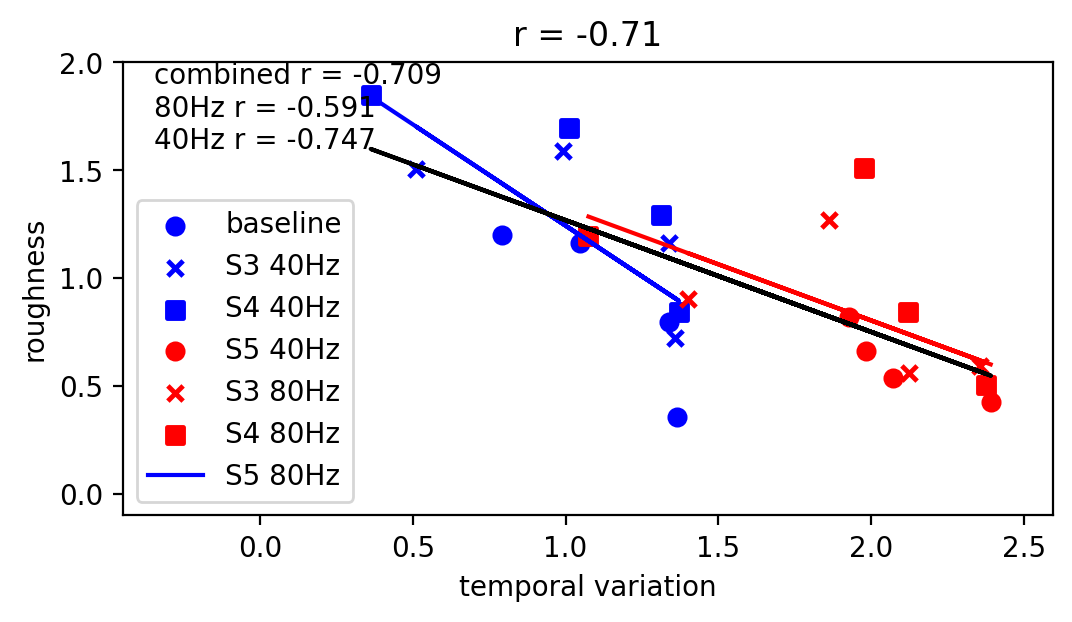 r = -0.71
combined r = -0.709
80Hz r = -0.591
40Hz r = -0.747
baseline
S3 40Hz
S4 40Hz
S5 40Hz
S3 80Hz
S4 80Hz
S5 80Hz
roughness
2.0
1.5
1.0
0.5
0.0
0.0 0.5 1.0 1.5 2.0 2.5
temporal variation